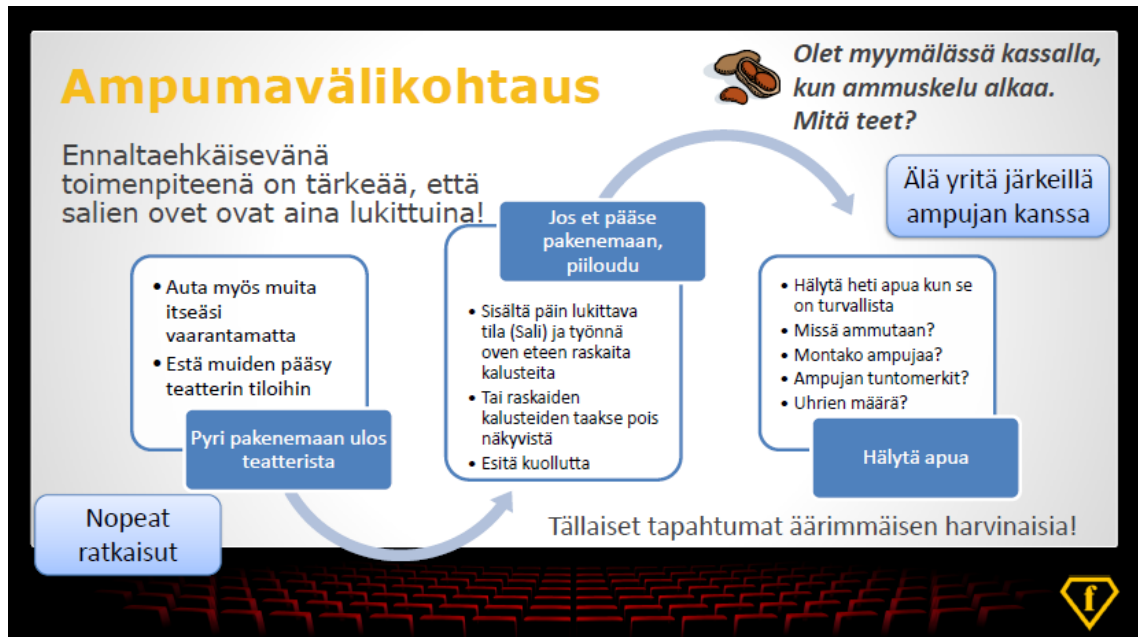 Ampumavälikohtaus
Olet myymälässä kassalla,
kun ammuskelu alkaa.
Mitä teet?
Ennaltaehkäisevänä
toimenpiteenä on tärkeää, että
salien ovet ovat aina lukittuina!
Älä yritä järkeillä
ampujan kanssa
• Auta myös muita
itseäsi
vaarantamatta
• Estä muiden pääsy
teatterin tiloihin
Pyri pakenemaan ulos
teatterista
Jos et pääse
pakenemaan,
piiloudu
• Sisältä päin lukittava
tila (Sali) ja työnnä
oven eteen raskaita
kalusteita
• Tai raskaiden
kalusteiden taakse pois
näkyvistä
• Esitä kuollutta
• Hälytä heti apua kun se
on turvallista
• Missä ammutaan?
• Montako ampujaa?
• Ampujan tuntomerkit?
• Uhrien määrä?
Hälytä apua
Nopeat
ratkaisut
Tällaiset tapahtumat äärimmäisen harvinaisia!
f